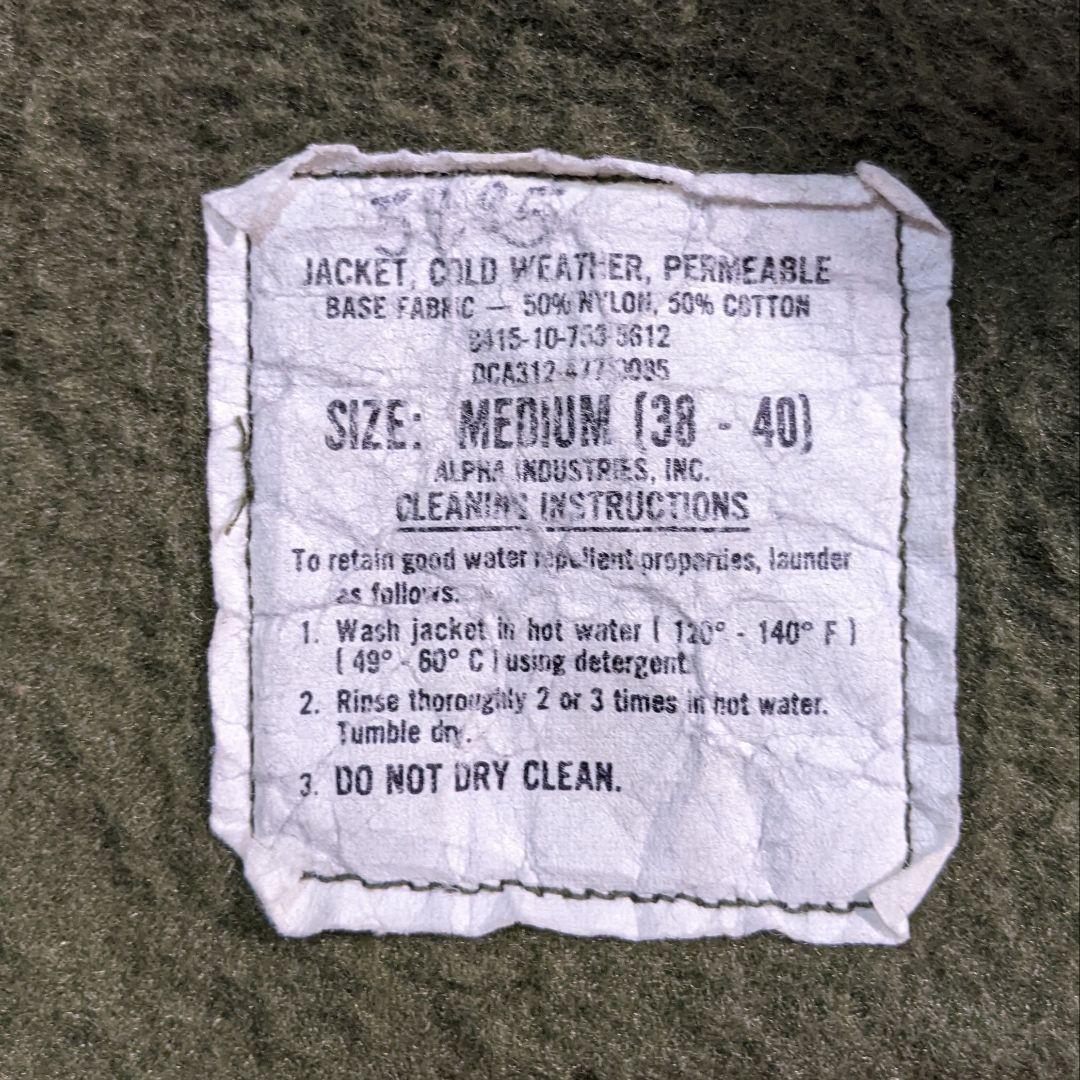 JACKET, COLD WEATHER, PERMEABLE
BASE FABRIC — 50% NYLON, 50% COTTON
SIZE: MEDIUM (38 - 40)
ALPHA INDUSTRIES, INC.
CLEANING INSTRUCTIONS
To retain good water repellent properties, launder
as follows.
1. Wash jacket in hot water ( 120° - 140° F )
( 49° - 60° C ) using detergent
2. Rinse thoroughly 2 or 3 times in hot water.
Tumble dry.
3. DO NOT DRY CLEAN.